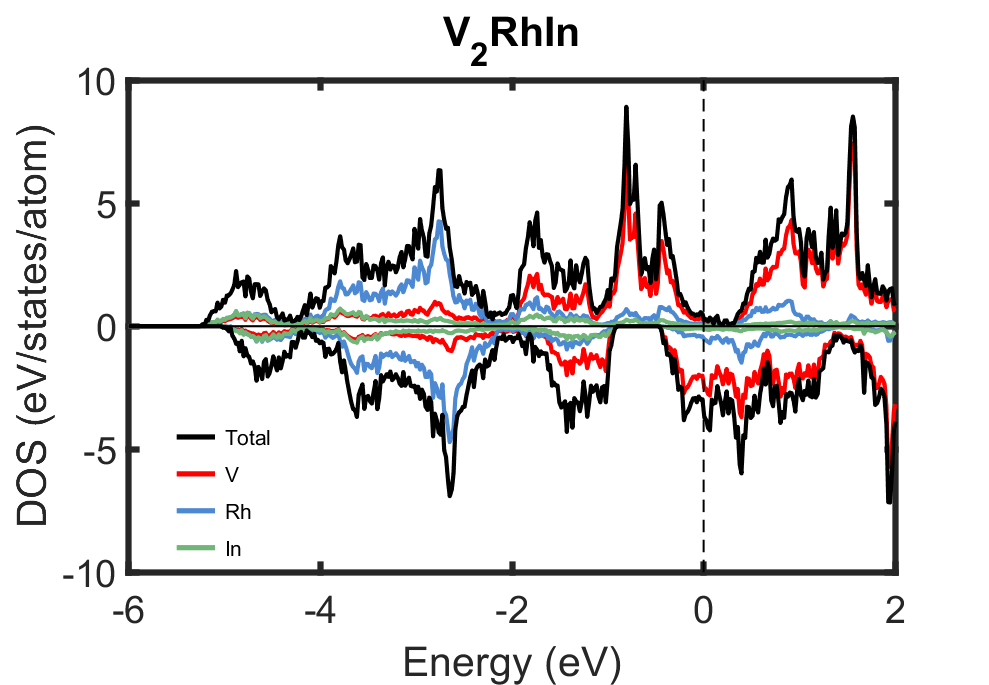 V2RhIn
DOS (eV/states/atom)
10
5
0
0
-5
-10
Total
V
Rh
In
-6
-4
-2
0
2
Energy (eV)